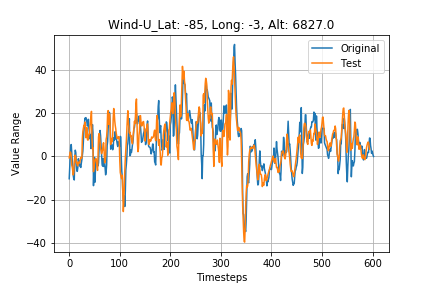 Wind-U_Lat: -85, Long: -3, Alt: 6827.0
Original
Test
Value Range
40
20
0
−20
−40
0 100 200 300 400 500 600
Timesteps